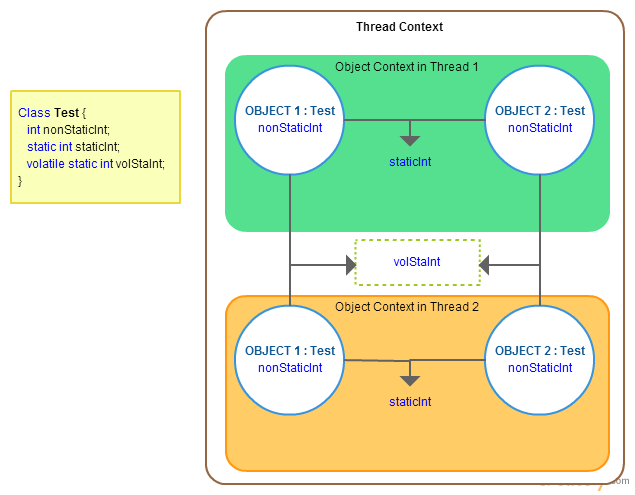 Thread Context
Object Context in Thread 1
OBJECT 1 : Test
nonStaticInt
OBJECT 2 : Test
nonStaticInt
staticInt
Class Test {
int nonStaticInt;
static int staticInt;
volatile static int volStaInt;
}
volStaInt
Object Context in Thread 2
OBJECT 1 : Test
nonStaticInt
OBJECT 2 : Test
nonStaticInt
staticInt